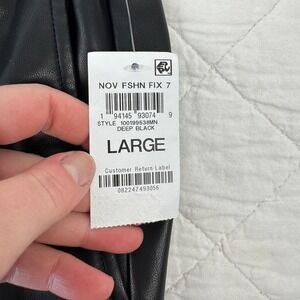 NOV FSHN FIX 7
1 94145 93074 9
STYLE 100199538MN
DEEP BLACK
LARGE
Customer Return Label
082247493056